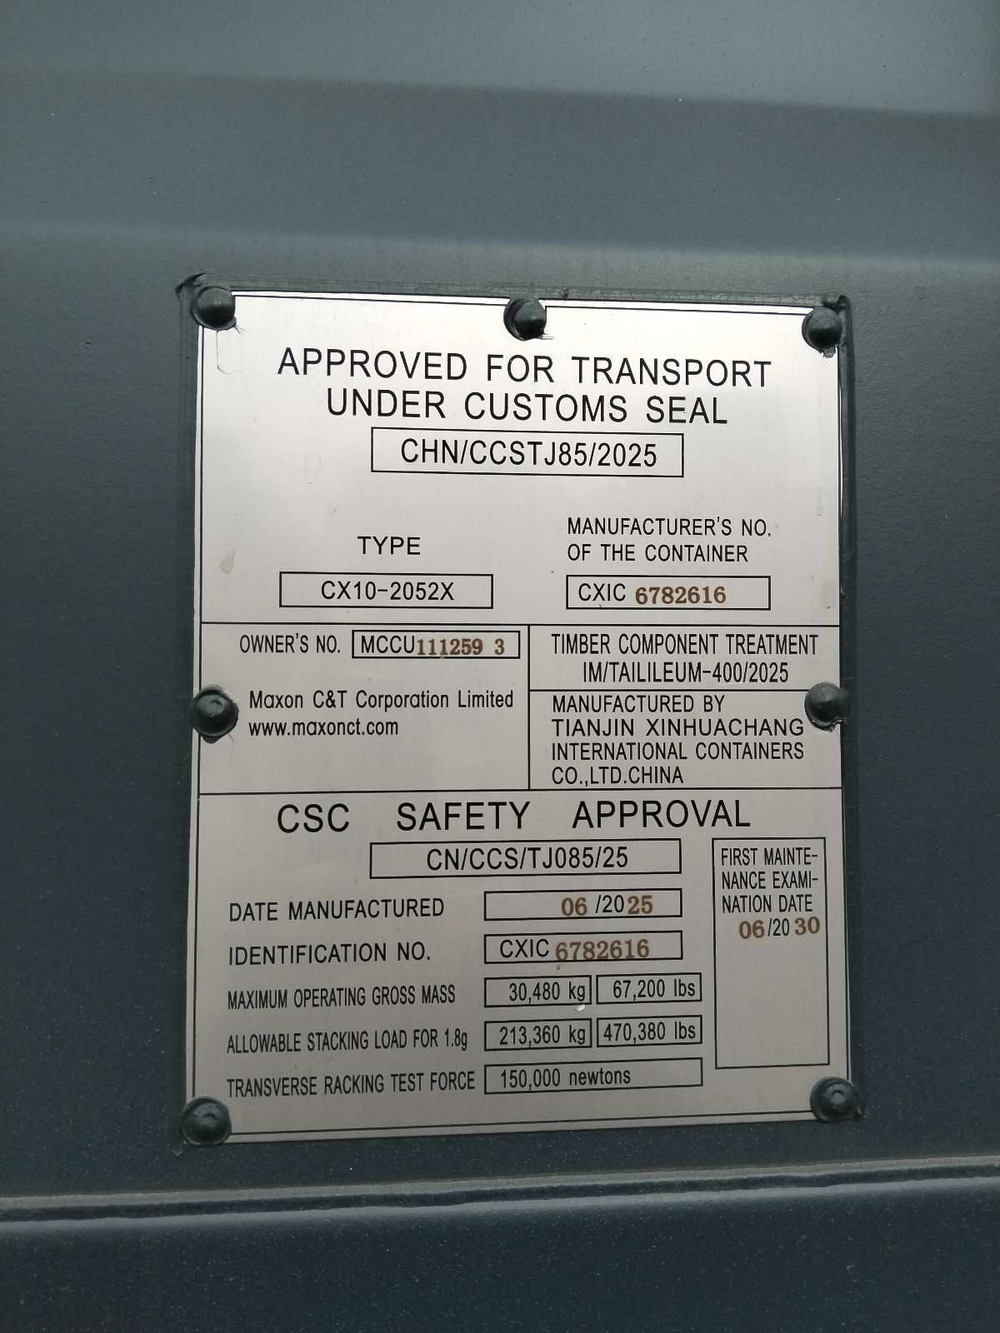 APPROVED FOR TRANSPORT
UNDER CUSTOMS SEAL
CHN/CCSTJ85/2025
TYPE
CX10-2052X
MANUFACTURER'S NO.
OF THE CONTAINER
CXIC 6782616
OWNER'S NO. MCCU111259 3
Maxon C&T Corporation Limited
www.maxonct.com
TIMBER COMPONENT TREATMENT
IM/TAILILEUM-400/2025
MANUFACTURED BY
TIANJIN XINHUACHANG
INTERNATIONAL CONTAINERS
CO.,LTD.CHINA
CSC SAFETY APPROVAL
CN/CCS/TJ085/25
DATE MANUFACTURED 06/2025
IDENTIFICATION NO. CXIC 6782616
MAXIMUM OPERATING GROSS MASS 30,480 kg 67,200 lbs
ALLOWABLE STACKING LOAD FOR 1.8g 213,360 kg 470,380 lbs
TRANSVERSE RACKING TEST FORCE 150,000 newtons
FIRST MAINTE-
NANCE EXAMI-
NATION DATE
06/20 30